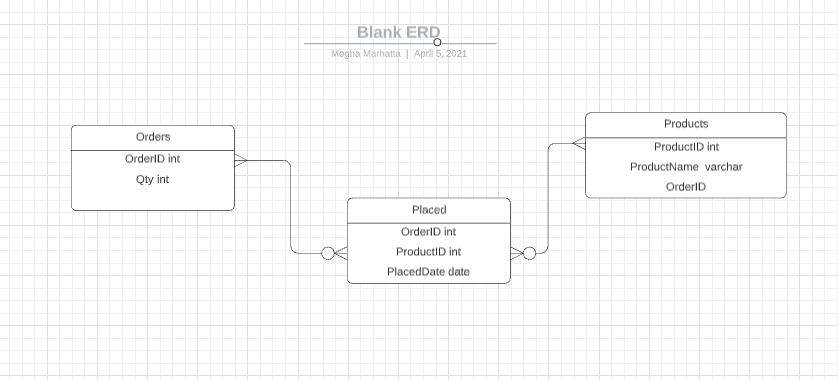 Blank ERD
Megha Marhatta | April 5, 2021
Orders
OrderID int
Qty int
Placed
OrderID int
ProductID int
PlacedDate date
Products
ProductID int
ProductName varchar
OrderID